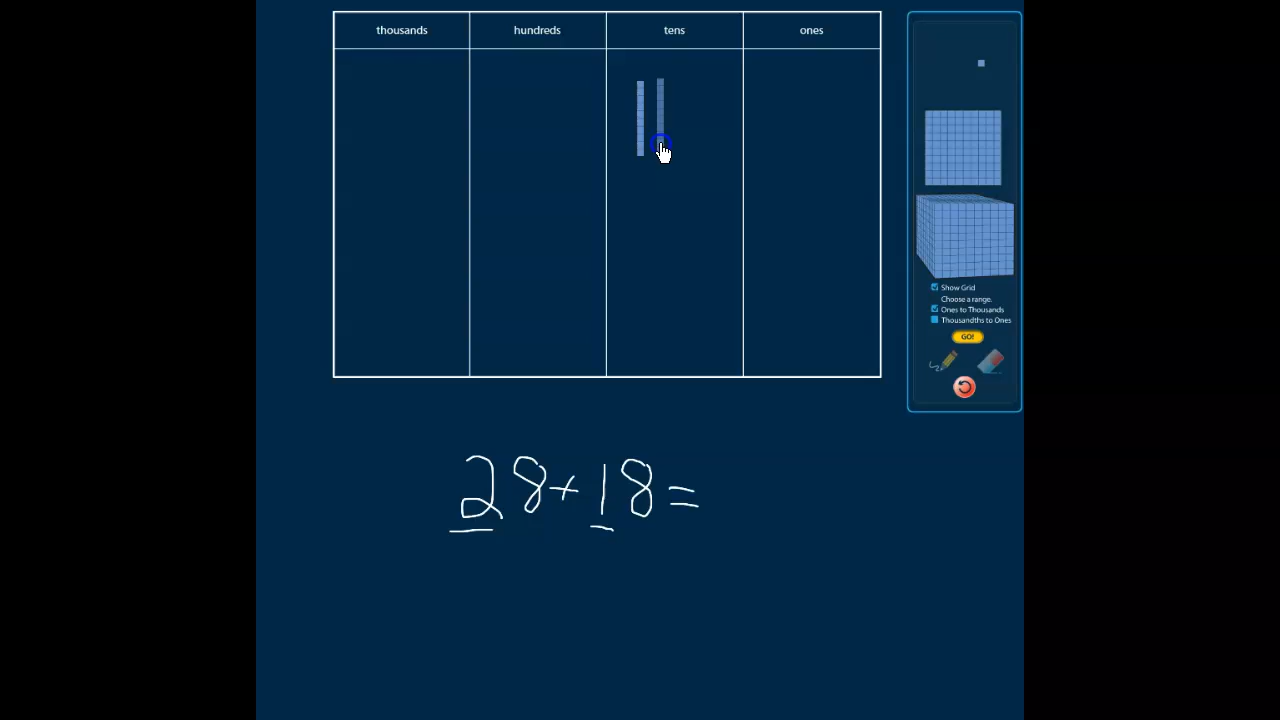 thousands hundreds tens ones
Show Grid
Choose a range.
Ones to Thousands
Thousandths to Ones
GO!
28+18=